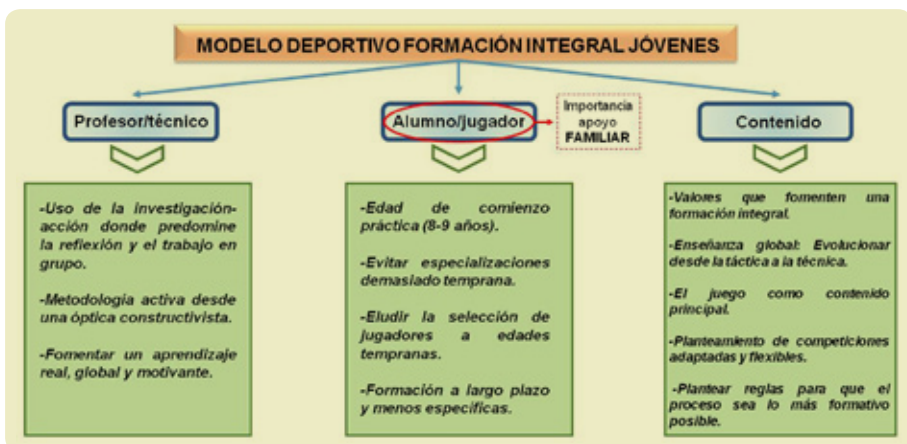 MODELO DEPORTIVO FORMACIÓN INTEGRAL JÓVENES
Profesor/técnico
-Uso de la investigación-
acción donde predomine
la reflexión y el trabajo en
grupo.
-Metodología activa desde
una óptica constructivista.
-Fomentar un aprendizaje
real, global y motivante.
Alumno/jugador
Importancia
apoyo
FAMILIAR
-Edad de comienzo
práctica (8-9 años).
-Evitar especializaciones
demasiado temprana.
-Eludir la selección de
jugadores a edades
tempranas.
-Formación a largo plazo
y menos específicas.
Contenido
-Valores que fomenten una
formación integral.
-Enseñanza global: Evolucionar
desde la táctica a la técnica.
-El juego como contenido
principal.
-Planteamiento de competiciones
adaptadas y flexibles.
-Plantear reglas para que el
proceso sea lo más formativo
posible.